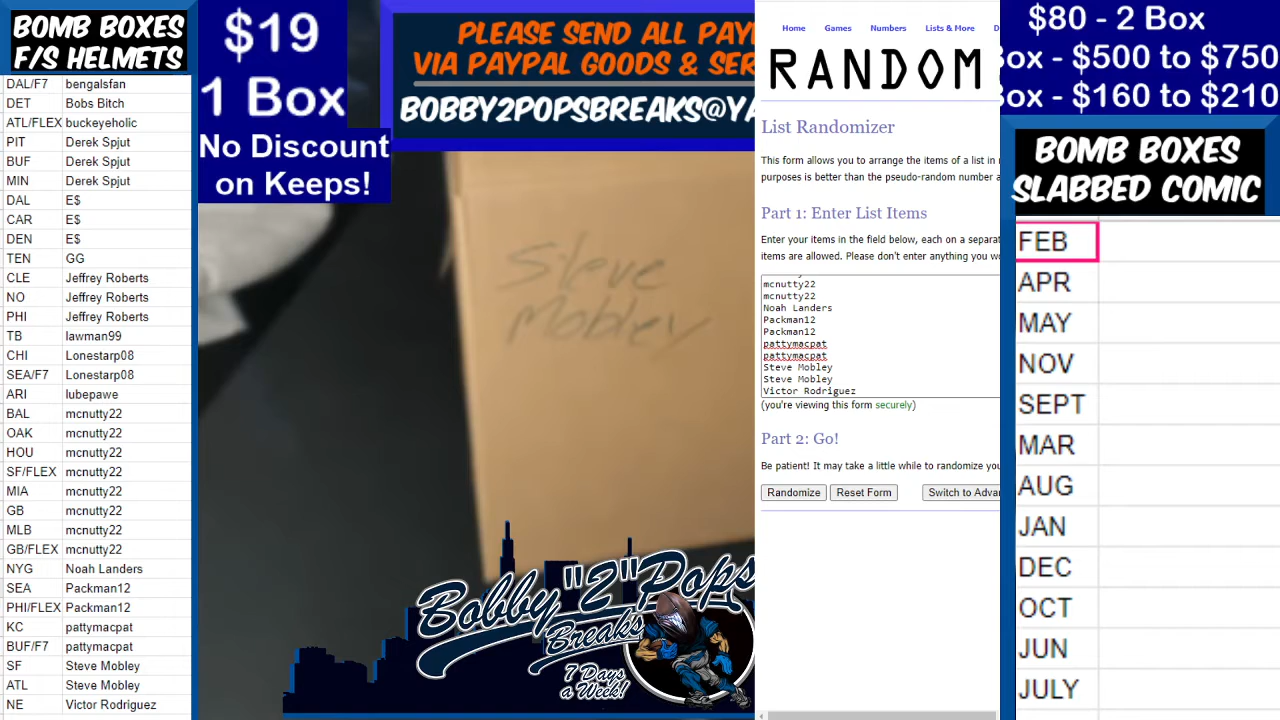 BOMB BOXES
F/S HELMETS
DAL/F7 bengalsfan
DET Bobs Bitch
ATL/FLEX buckeyeholic
PIT Derek Spjut
BUF Derek Spjut
MIN Derek Spjut
DAL E$
CAR E$
DEN E$
TEN GG
CLE Jeffrey Roberts
NO Jeffrey Roberts
PHI Jeffrey Roberts
TB lawman99
CHI Lonestarp08
SEA/F7 Lonestarp08
ARI lubepawe
BAL mcnutty22
OAK mcnutty22
HOU mcnutty22
SF/FLEX mcnutty22
MIA mcnutty22
GB mcnutty22
MLB mcnutty22
GB/FLEX mcnutty22
NYG Noah Landers
SEA Packman12
PHI/FLEX Packman12
KC pattymacpat
BUF/F7 pattymacpat
SF Steve Mobley
ATL Steve Mobley
NE Victor Rodriguez
$19
1 Box
No Discount
on Keeps!
PLEASE SEND ALL PAY
VIA PAYPAL GOODS & SER
BOBBY2POPSBREAKS@YA
Steve
Mobley
Bobby "2" Pops
Breaks
7 Days
a Week!
Home Games Numbers Lists & More D
RANDOM
List Randomizer
This form allows you to arrange the items of a list in r
purposes is better than the pseudo-random number a
Part 1: Enter List Items
Enter your items in the field below, each on a separat
items are allowed. Please don't enter anything you wo
mcnutty22
mcnutty22
Noah Landers
Packman12
Packman12
pattymacpat
pattymacpat
Steve Mobley
Steve Mobley
Victor Rodriguez
(you're viewing this form securely)
Part 2: Go!
Be patient! It may take a little while to randomize you
Randomize Reset Form Switch to Advan
$80 - 2 Box
Box - $500 to $750
Box - $160 to $210
BOMB BOXES
SLABBED COMIC
FEB
APR
MAY
NOV
SEPT
MAR
AUG
JAN
DEC
OCT
JUN
JULY